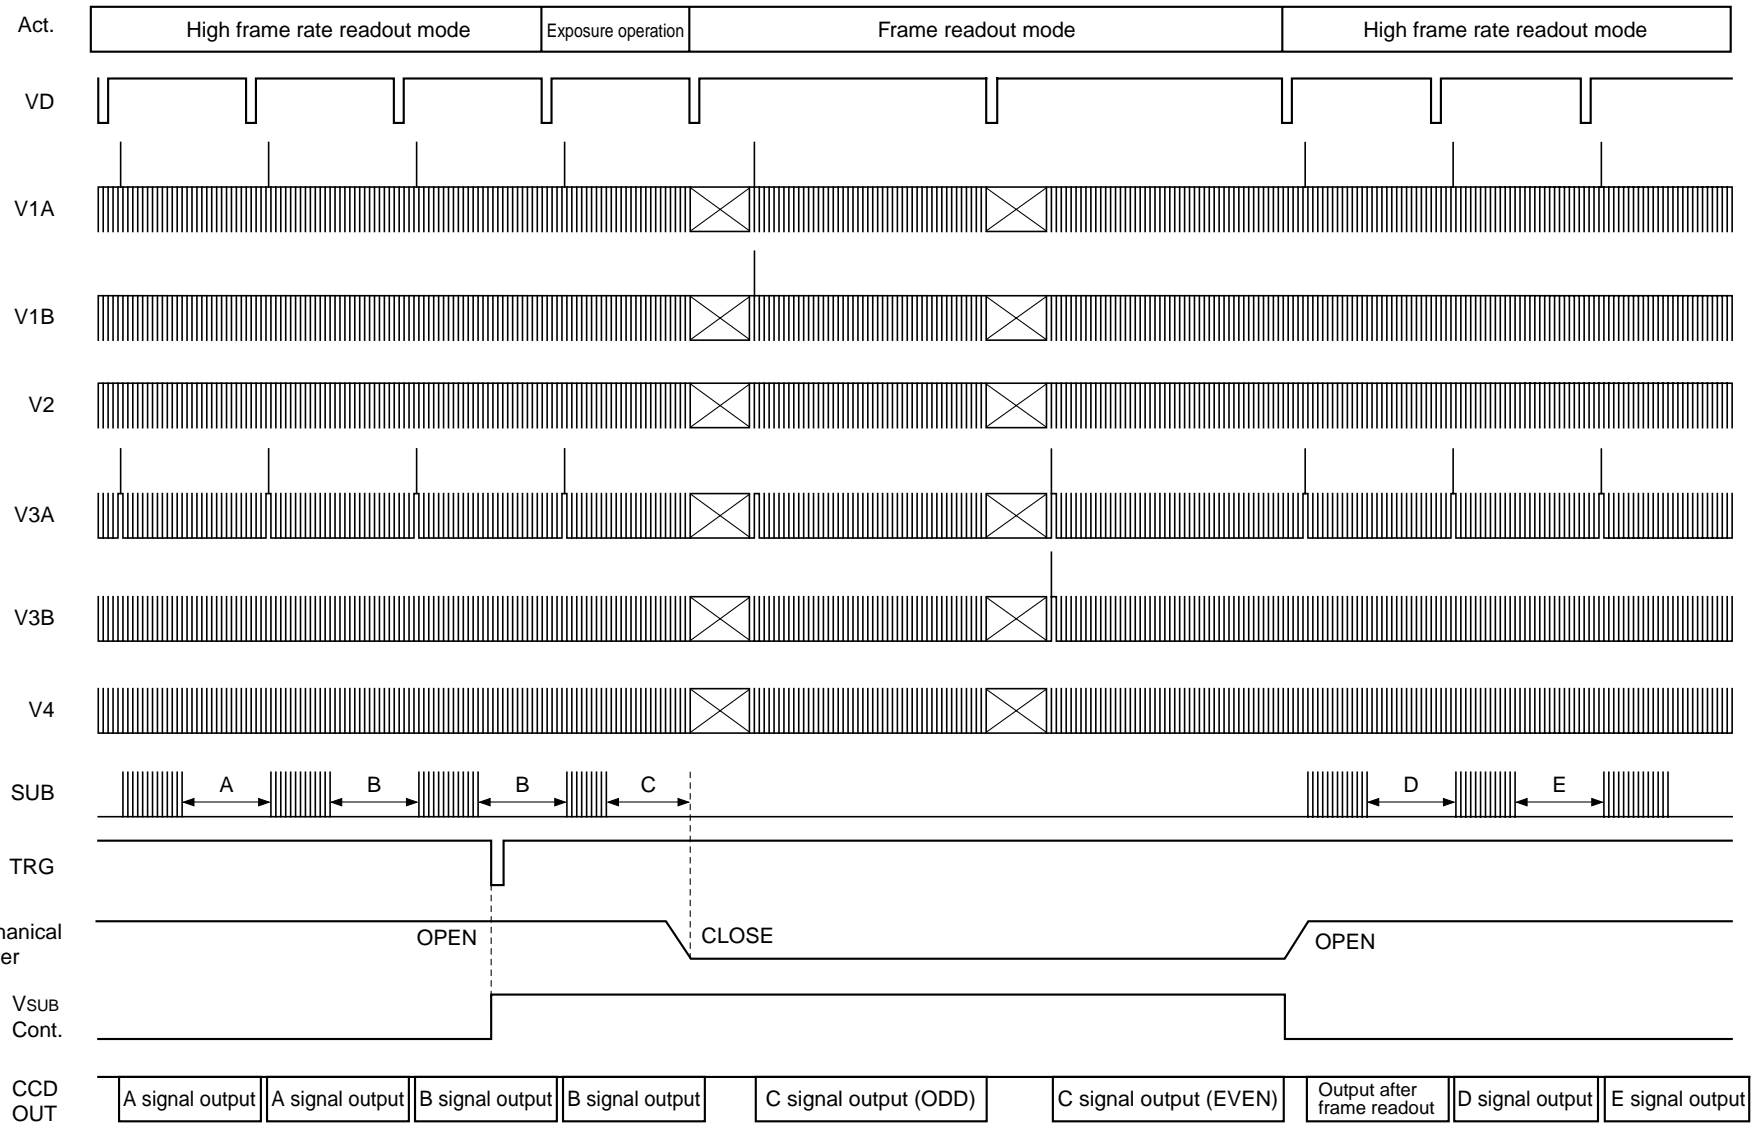 Act.
High frame rate readout mode
Exposure operation
Frame readout mode
High frame rate readout mode
VD
V1A
V1B
V2
V3A
V3B
V4
SUB
A
B
B
C
D
E
TRG
OPEN
CLOSE
OPEN
VSUB
Cont.
CCD
OUT
A signal output
A signal output
B signal output
B signal output
C signal output (ODD)
C signal output (EVEN)
Output after
frame readout
D signal output
E signal output